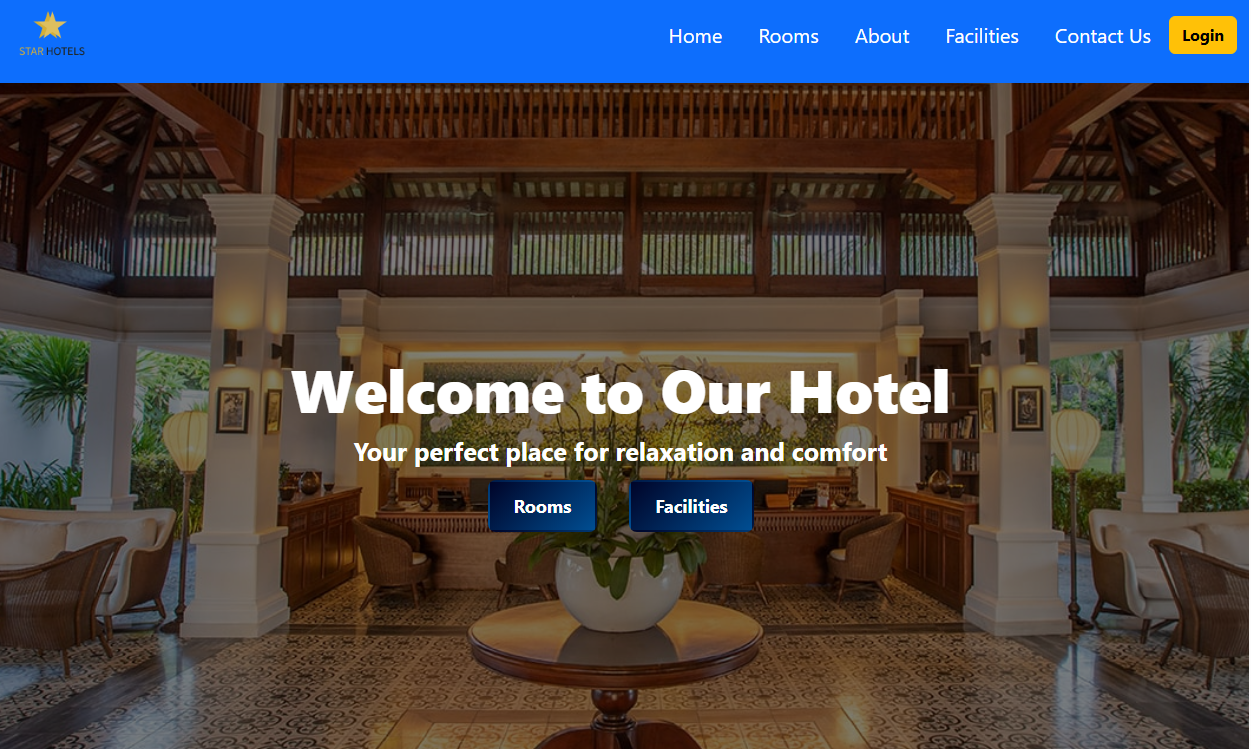 STAR HOTELS
Home Rooms About Facilities Contact Us Login
Welcome to Our Hotel
Your perfect place for relaxation and comfort
Rooms Facilities